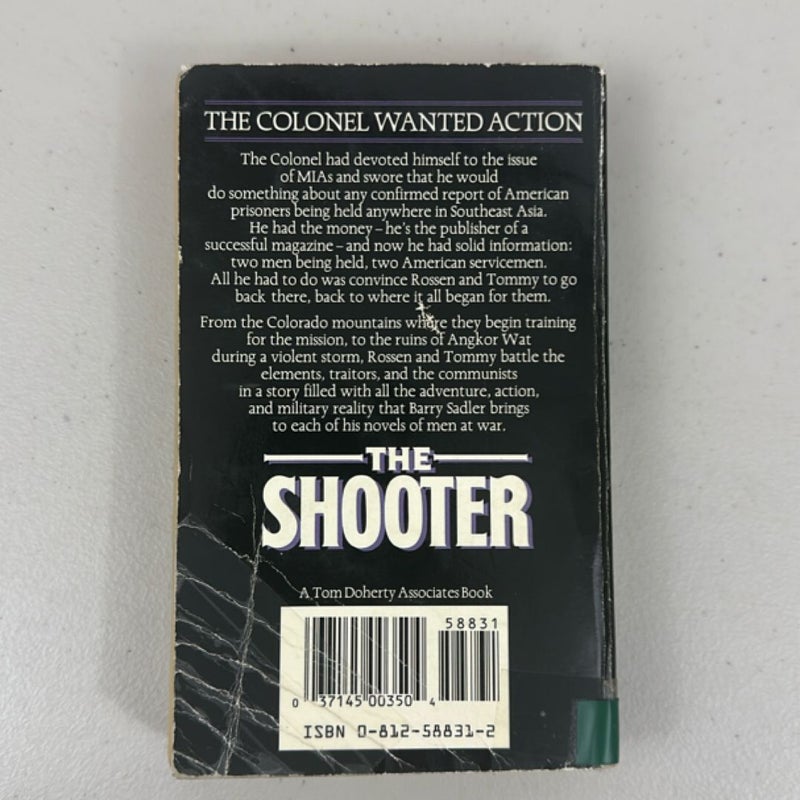 THE COLONEL WANTED ACTION
The Colonel had devoted himself to the issue
of MIAs and swore that he would
do something about any confirmed report of American
prisoners being held anywhere in Southeast Asia.
He had the money – he's the publisher of a
successful magazine – and now he had solid information:
two men being held, two American servicemen.
All he had to do was convince Rossen and Tommy to go
back there, back to where it all began for them.
From the Colorado mountains where they begin training
for the mission, to the ruins of Angkor Wat
during a violent storm, Rossen and Tommy battle the
elements, traitors, and the communists
in a story filled with all the adventure, action,
and military reality that Barry Sadler brings
to each of his novels of men at war.
THE
SHOOTER
A Tom Doherty Associates Book
58831
0 37145 00350 4
ISBN 0-812-58831-2